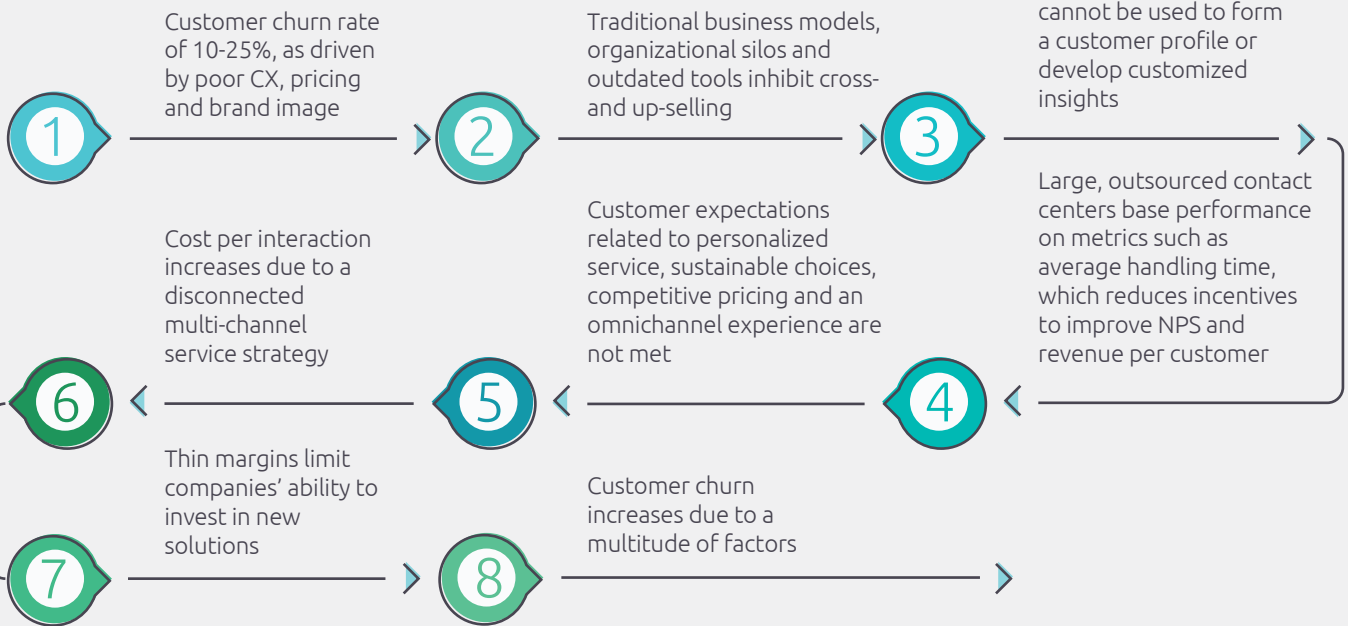 1
Customer churn rate
of 10-25%, as driven
by poor CX, pricing
and brand image
2
Traditional business models,
organizational silos and
outdated tools inhibit cross-
and up-selling
3
cannot be used to form
a customer profile or
develop customized
insights
4
Large, outsourced contact
centers base performance
on metrics such as
average handling time,
which reduces incentives
to improve NPS and
revenue per customer
5
Customer expectations
related to personalized
service, sustainable choices,
competitive pricing and an
omnichannel experience are
not met
6
Cost per interaction
increases due to a
disconnected
multi-channel
service strategy
7
Thin margins limit
companies’ ability to
invest in new
solutions
8
Customer churn
increases due to a
multitude of factors